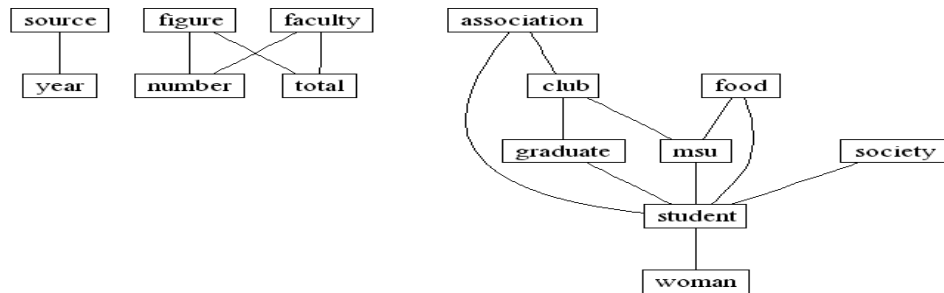 source figure faculty association
year number total club food
graduate msu society
student
woman